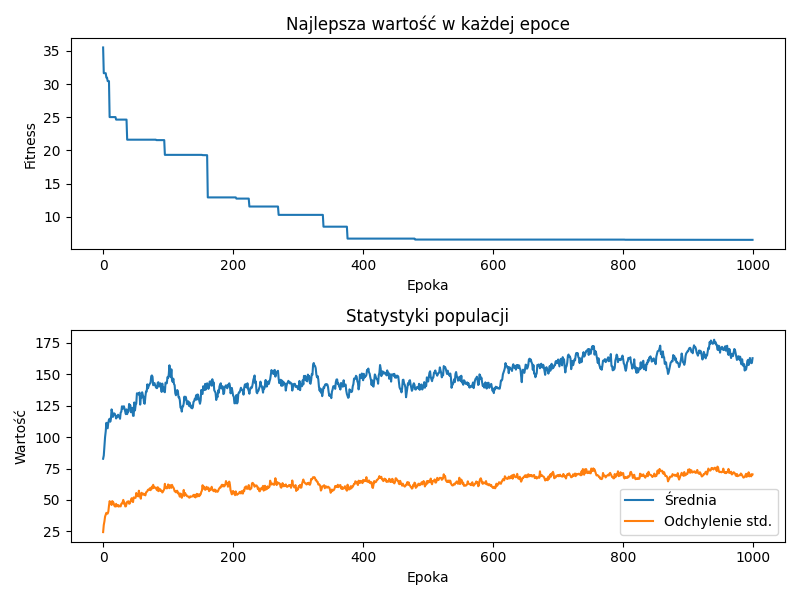 Najlepsza wartość w każdej epoce
35
30
25
20
15
10
Fitness
0 200 400 600 800 1000
Epoka
Statystyki populacji
175
150
125
100
75
50
25
Wartość
Średnia
Odchylenie std.
0 200 400 600 800 1000
Epoka